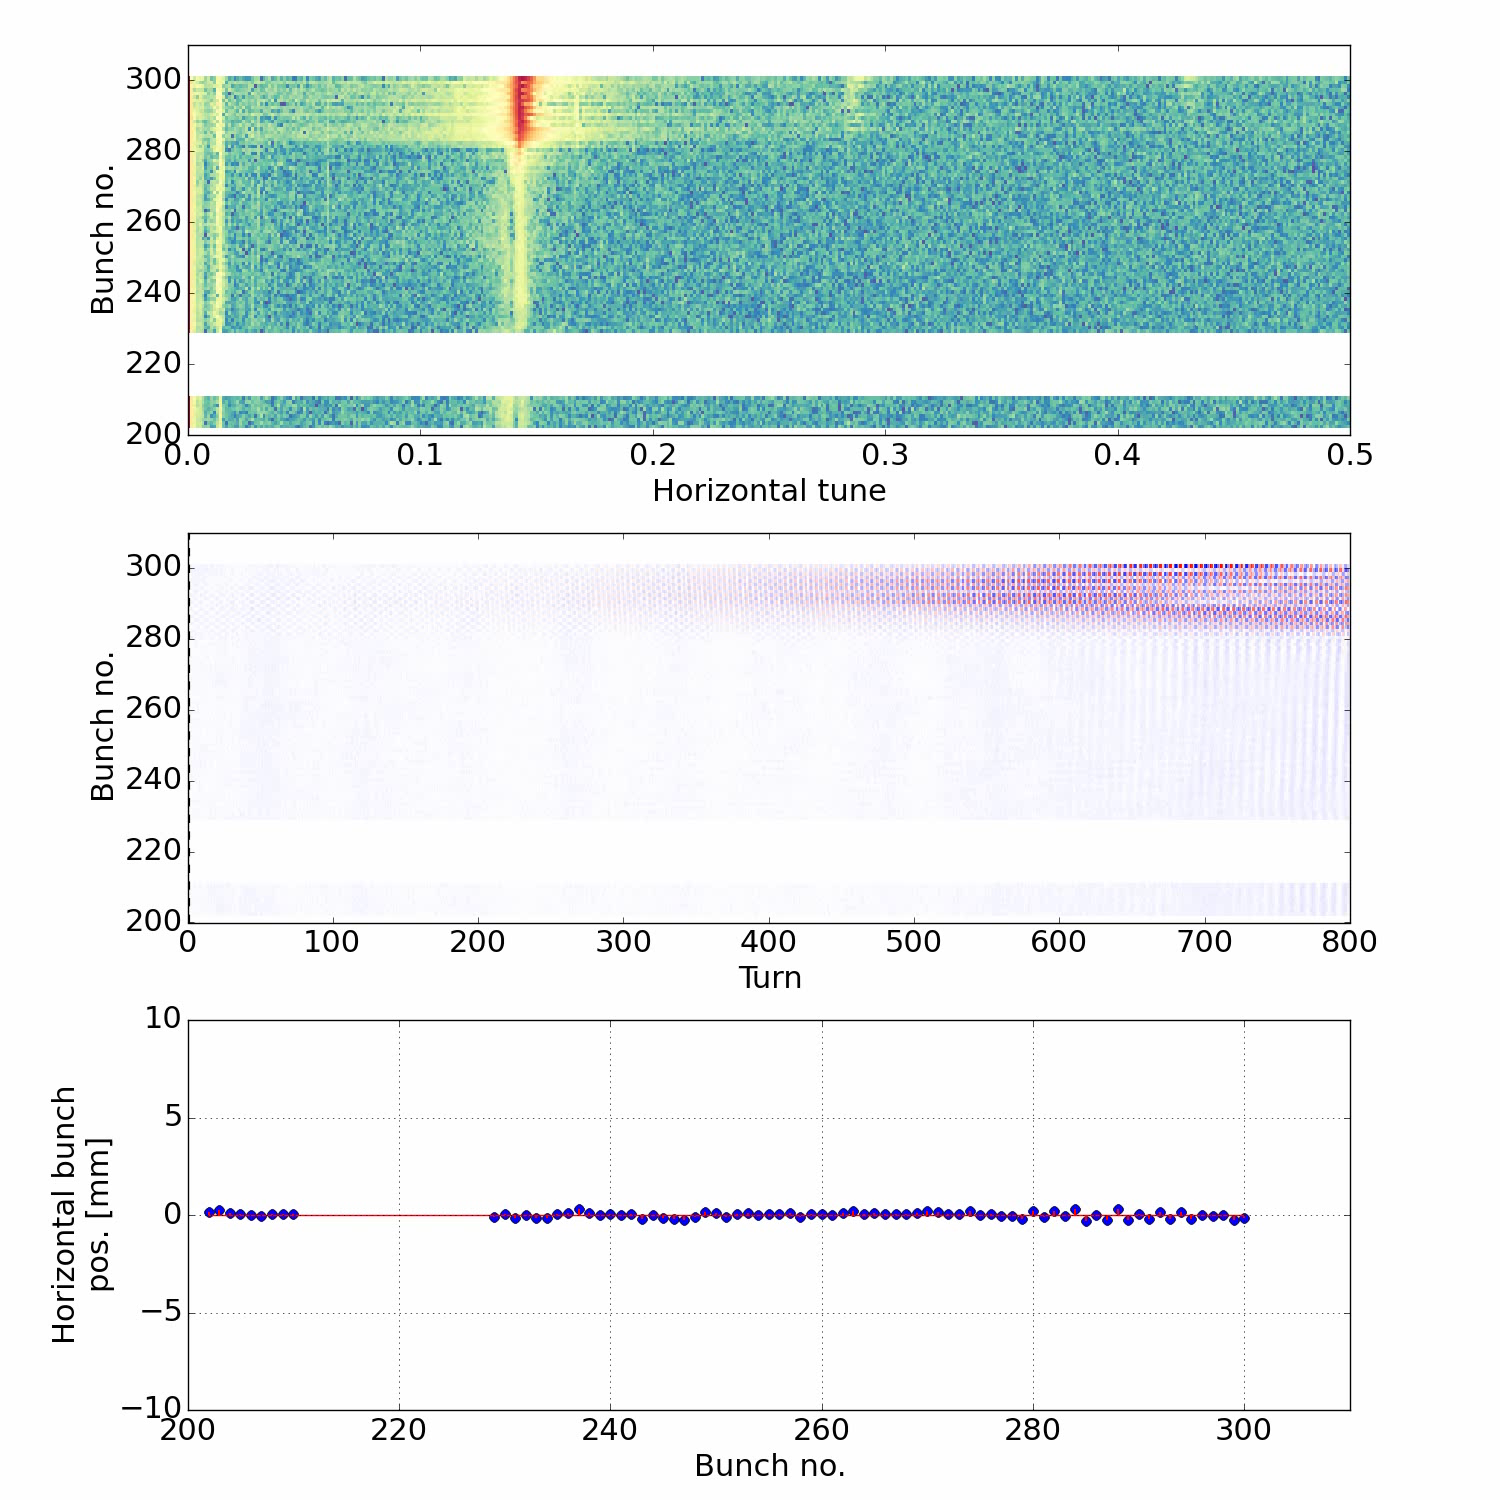 300
280
260
240
220
200
Bunch no.
0.0 0.1 0.2 0.3 0.4 0.5
Horizontal tune
300
280
260
240
220
200
Bunch no.
0 100 200 300 400 500 600 700 800
Turn
10
5
0
−5
−10
Horizontal bunch
pos. [mm]
200 220 240 260 280 300
Bunch no.